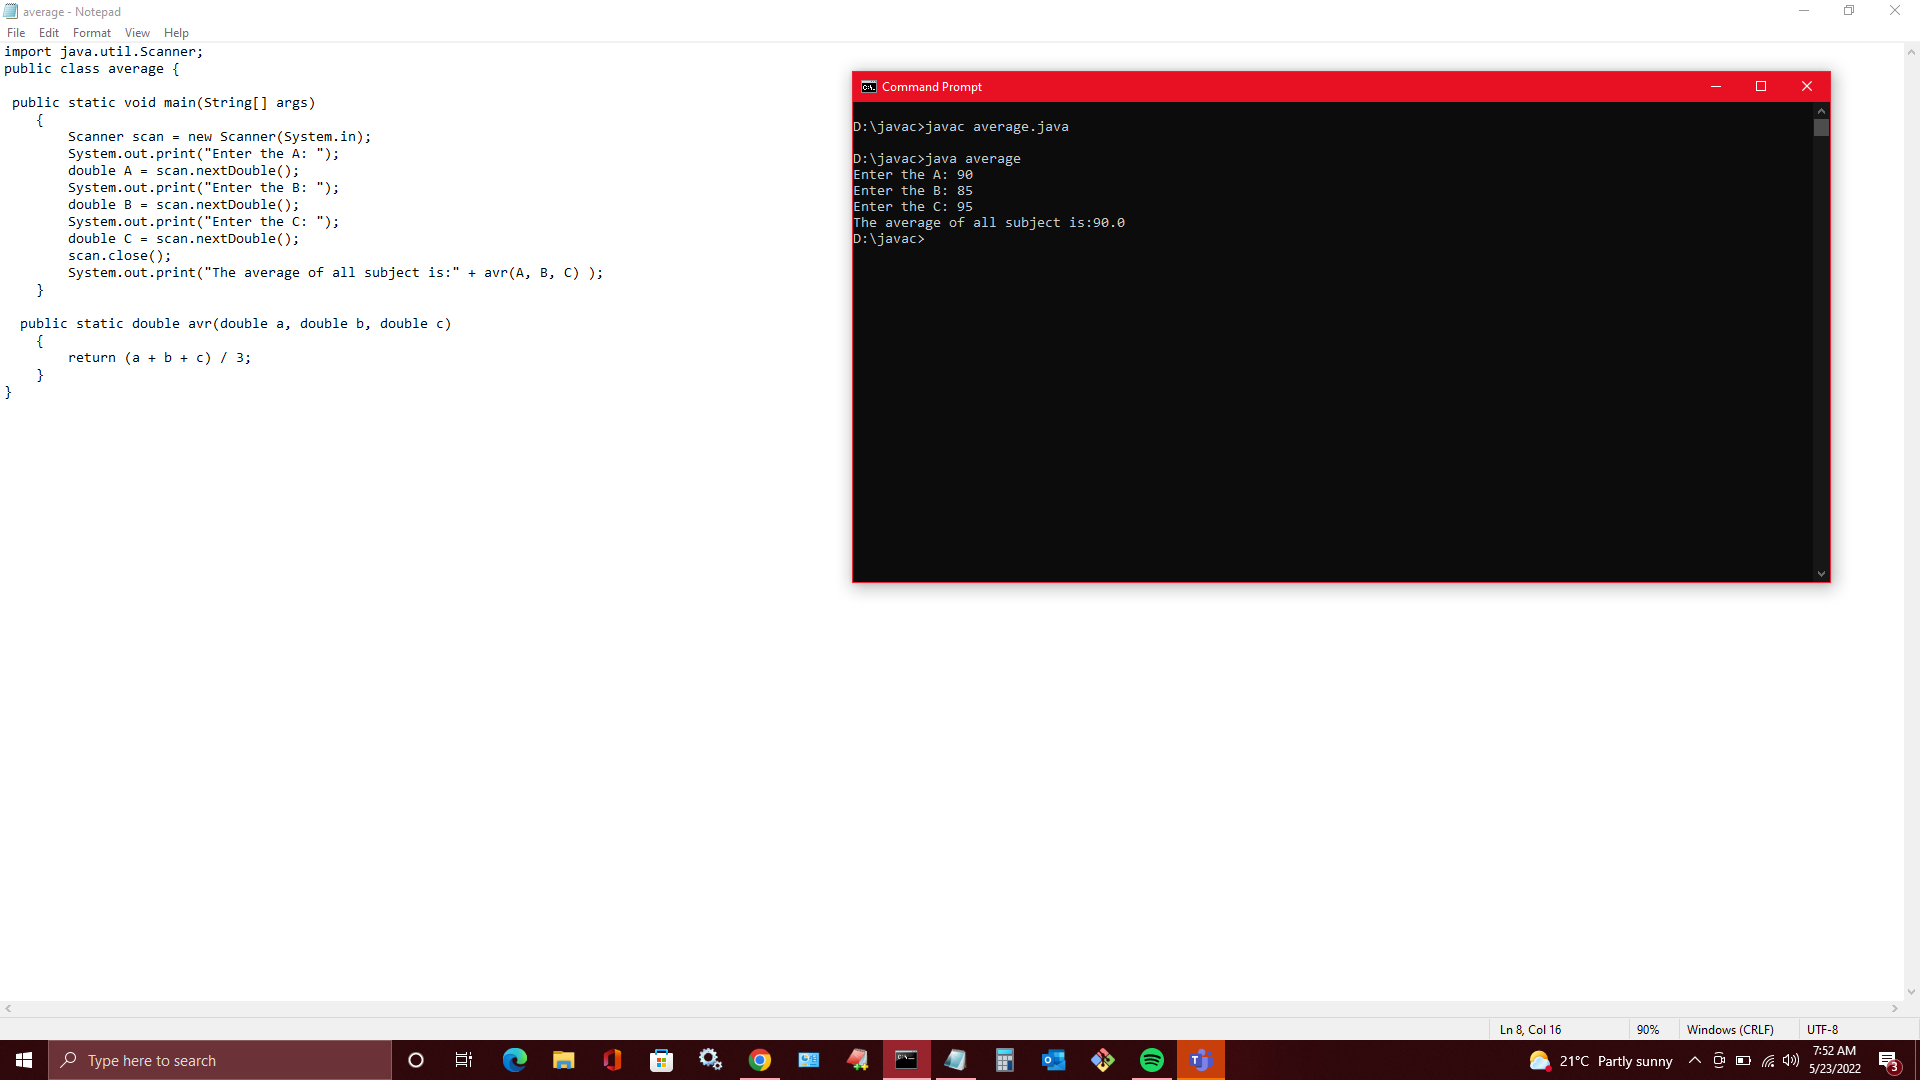 average - Notepad
File Edit Format View Help
import java.util.Scanner;
public class average {
public static void main(String[] args)
{
Scanner scan = new Scanner(System.in);
System.out.print("Enter the A: ");
double A = scan.nextDouble();
System.out.print("Enter the B: ");
double B = scan.nextDouble();
System.out.print("Enter the C: ");
double C = scan.nextDouble();
scan.close();
System.out.print("The average of all subject is:" + avr(A, B, C) );
}
public static double avr(double a, double b, double c)
{
return (a + b + c) / 3;
}
}
Command Prompt
D:\javac>javac average.java
D:\javac>java average
Enter the A: 90
Enter the B: 85
Enter the C: 95
The average of all subject is:90.0
D:\javac>
Ln 8, Col 16 90% Windows (CRLF) UTF-8
Type here to search
21°C Partly sunny
7:52 AM
5/23/2022
3